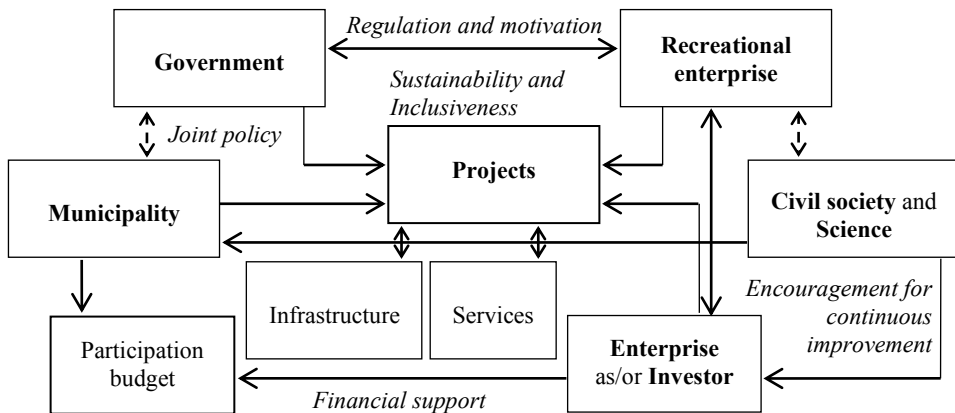 Regulation and motivation
Government
Recreational
enterprise
Sustainability and
Inclusiveness
Joint policy
Projects
Municipality
Civil society and
Science
Infrastructure
Services
Encouragement for
continuous
improvement
Participation
budget
Enterprise
as/or Investor
Financial support